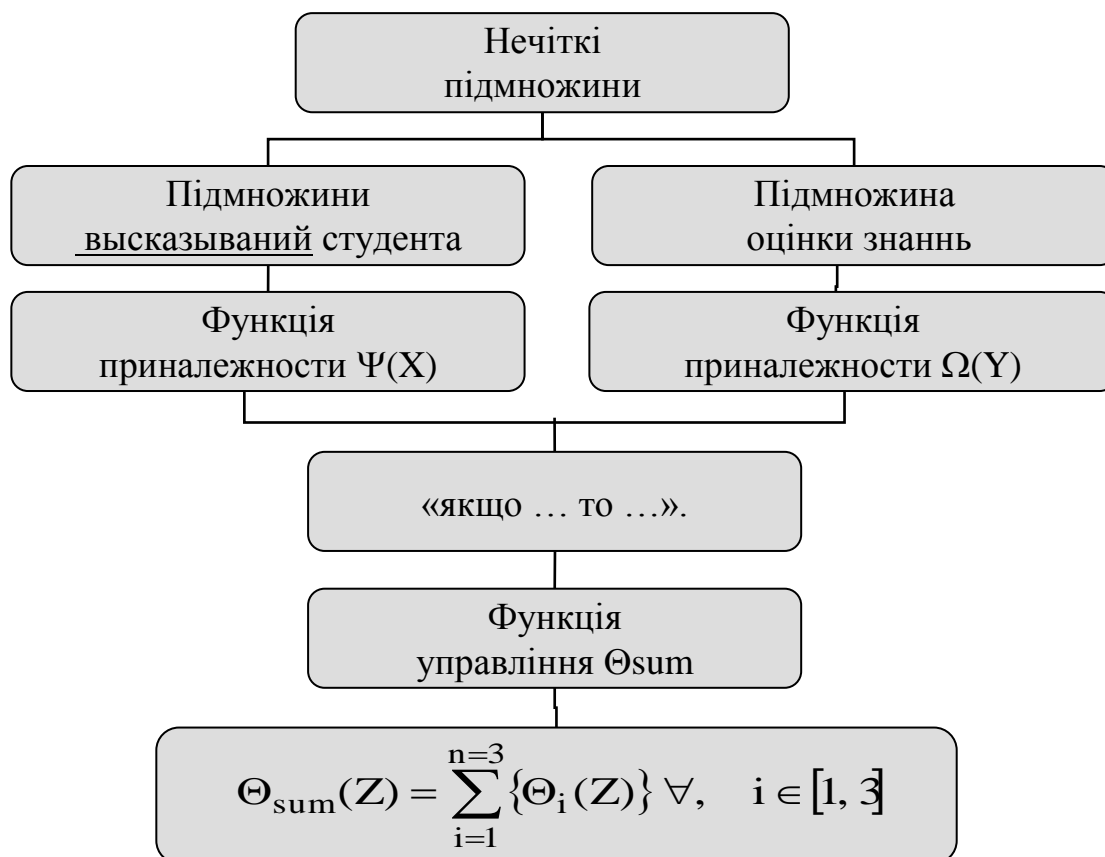 Нечіткі
підмножини
Підмножини
высказываний студента
Підмножина
оцінки знаннь
Функція
приналежности Ψ(X)
Функція
приналежности Ω(Y)
«якщо … то …».
Функція
управління Θsum
Θsum(Z) = ∑ n=3 i=1 {Θi(Z)} ∀, i ∈ [1, 3]